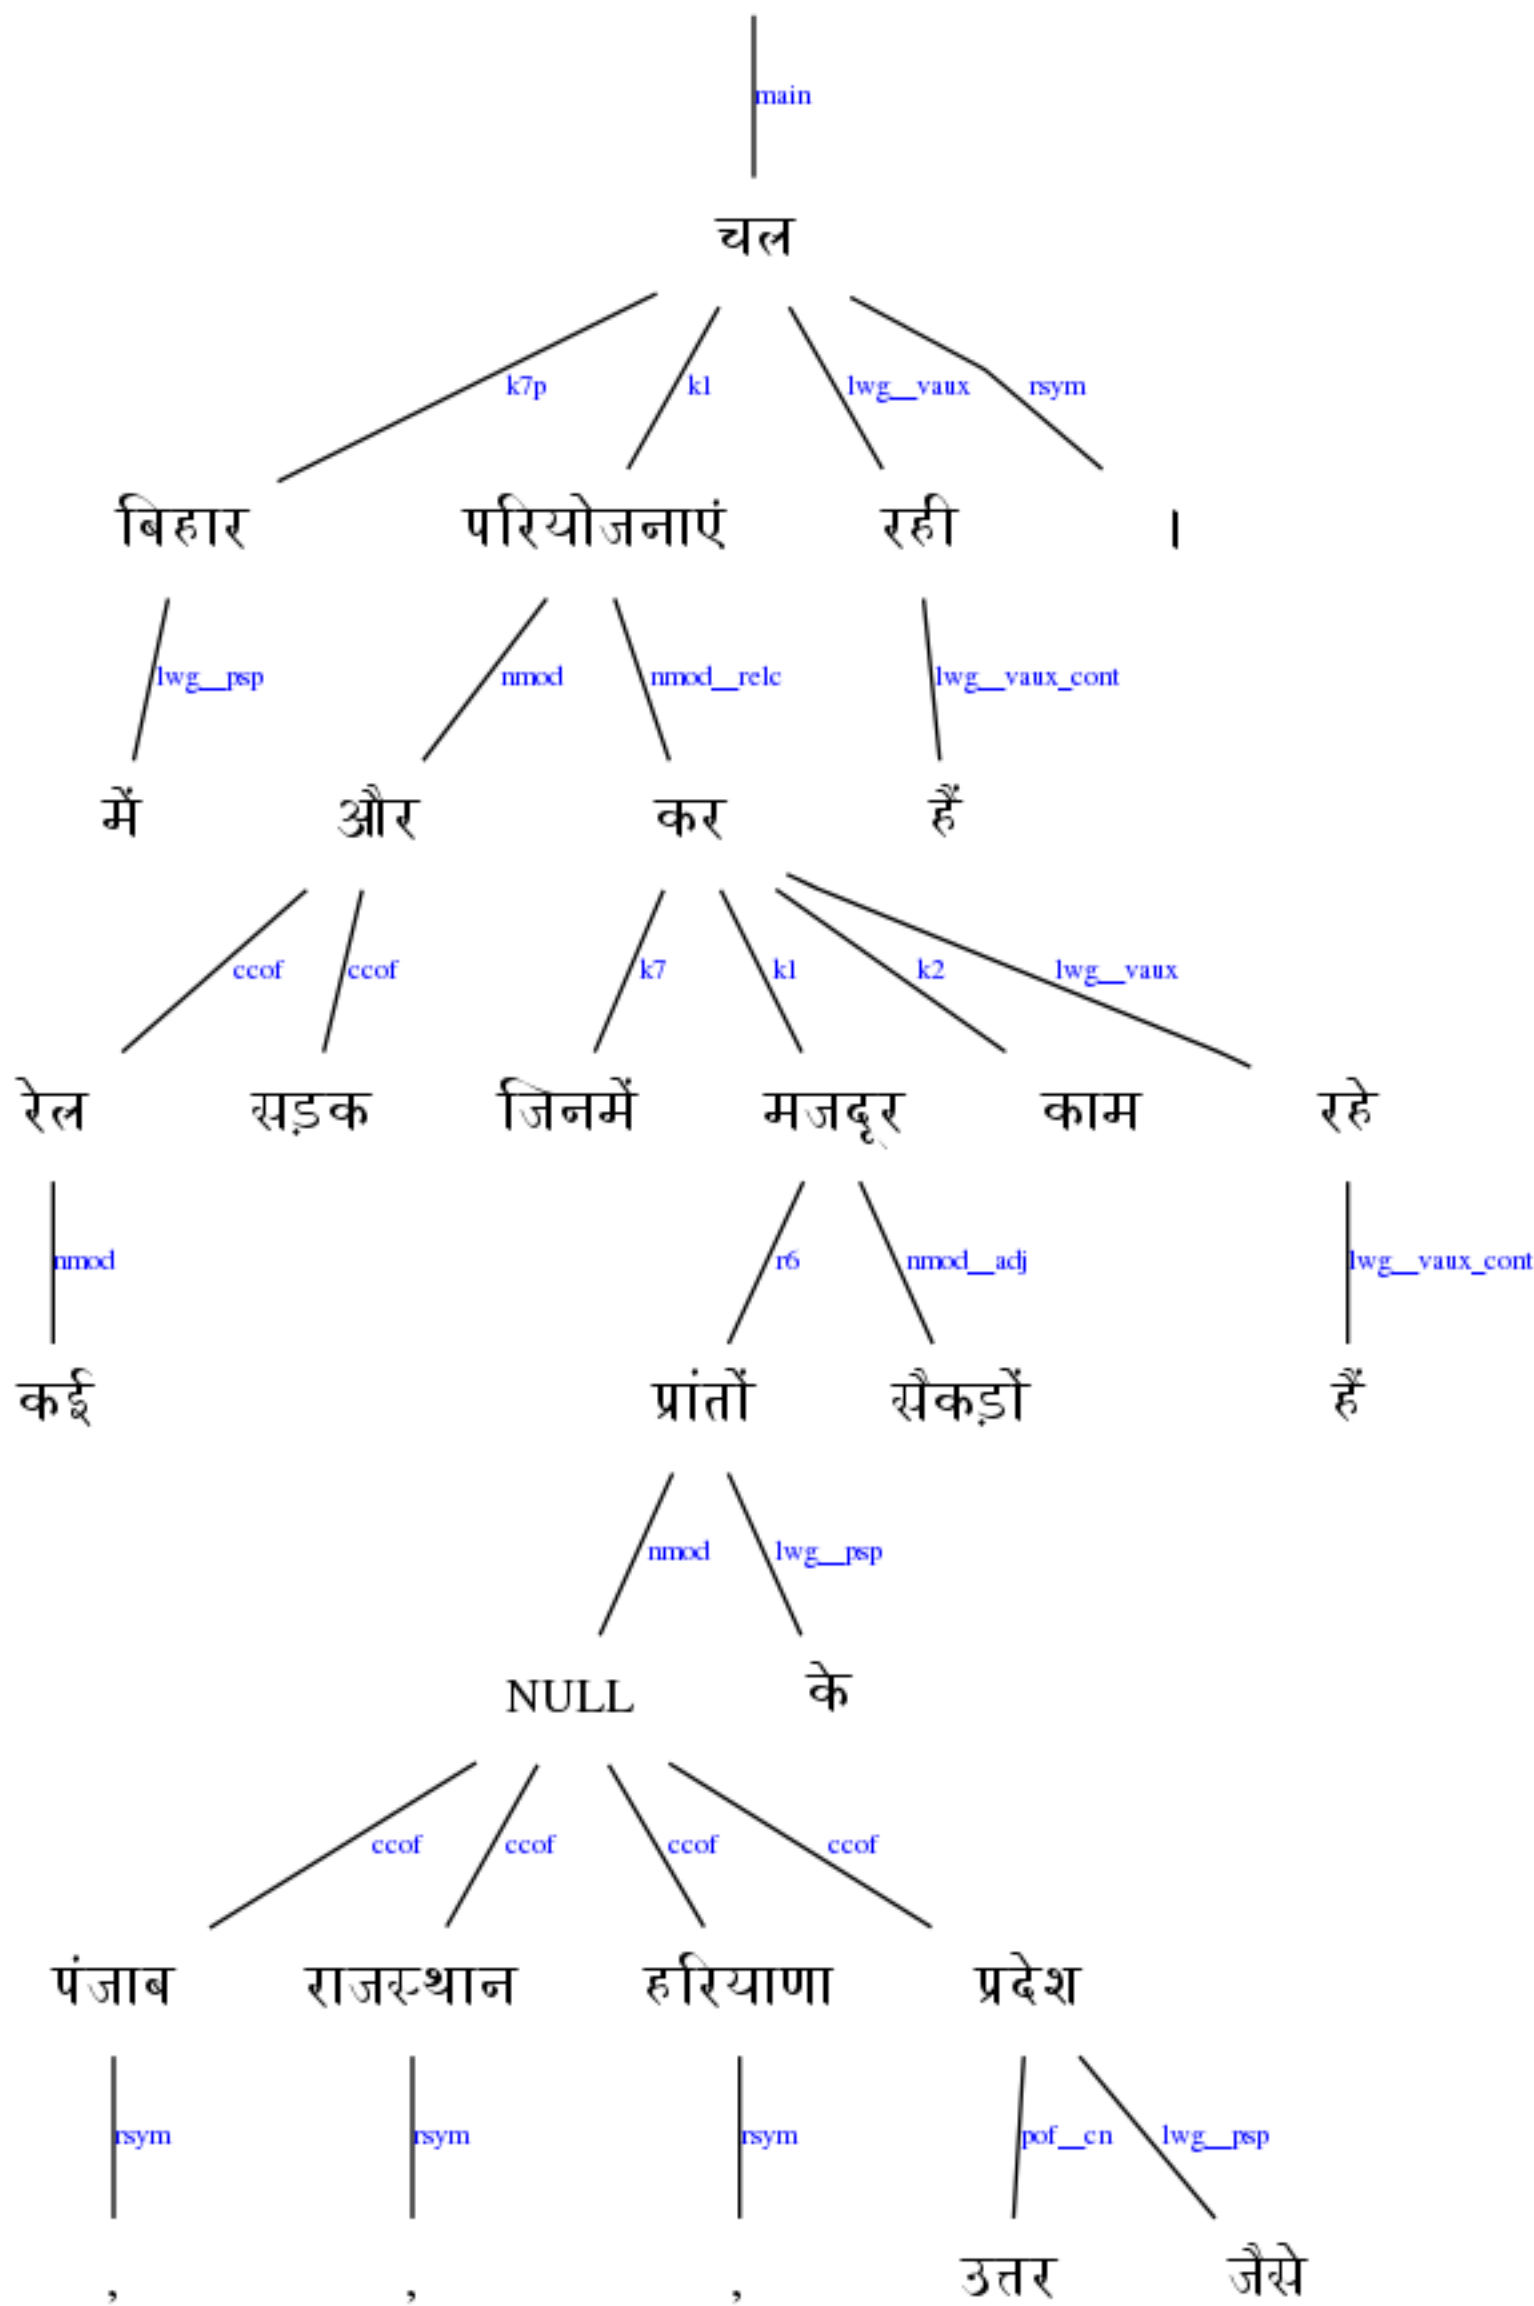 main
चल
k7p k1 lwg__vaux rsym
बिहार परियोजनाएं रही ।
lwg__psp nmod nmod__relc lwg__vaux_cont
में और कर हैं
ccof ccof k7 k1 k2 lwg__vaux
रेल सड़क जिनमें मजदूर काम रहे
nmod r6 nmod__adj lwg__vaux_cont
कई प्रांतों सैकड़ों हैं
nmod lwg__psp
NULL के
ccof ccof ccof ccof
पंजाब राजस्थान हरियाणा प्रदेश
rsym rsym rsym pof__cn lwg__psp
, , , उत्तर जैसे